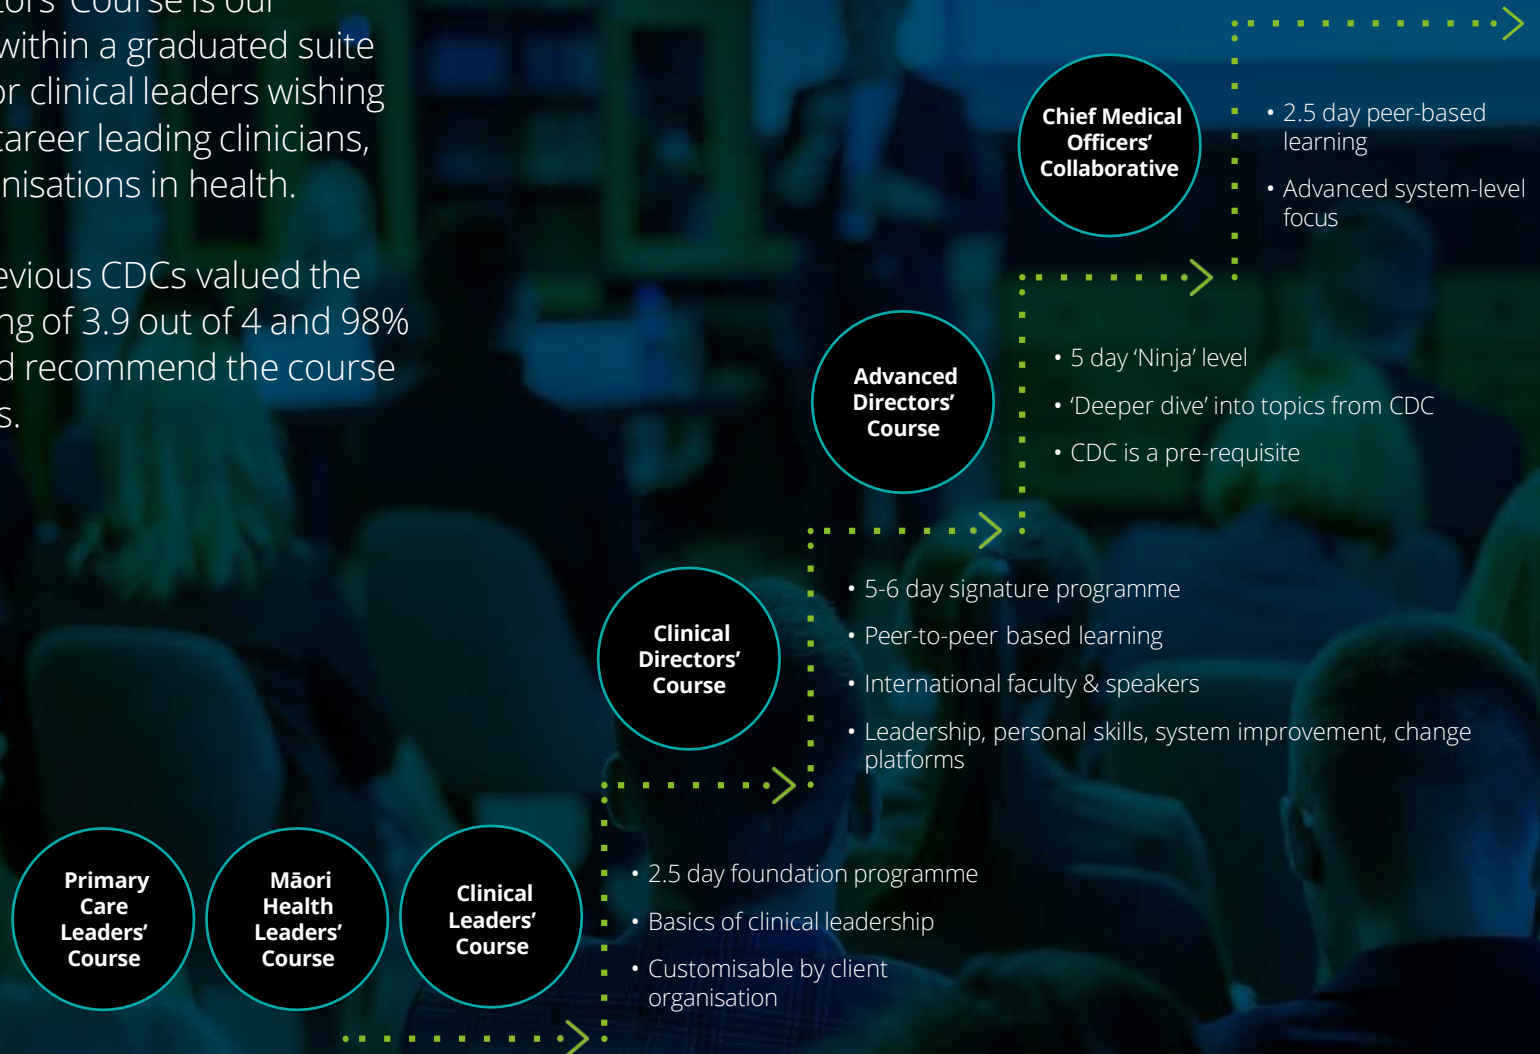 tors' Course is our
within a graduated suite
or clinical leaders wishing
career leading clinicians,
nisations in health.
evious CDCs valued the
ng of 3.9 out of 4 and 98%
d recommend the course
s.
Chief Medical
Officers’
Collaborative
• 2.5 day peer-based
learning
• Advanced system-level
focus
Advanced
Directors’
Course
• 5 day ‘Ninja’ level
• ‘Deeper dive’ into topics from CDC
• CDC is a pre-requisite
Clinical
Directors’
Course
• 5-6 day signature programme
• Peer-to-peer based learning
• International faculty & speakers
• Leadership, personal skills, system improvement, change
platforms
Primary
Care
Leaders’
Course
Māori
Health
Leaders’
Course
Clinical
Leaders’
Course
• 2.5 day foundation programme
• Basics of clinical leadership
• Customisable by client
organisation